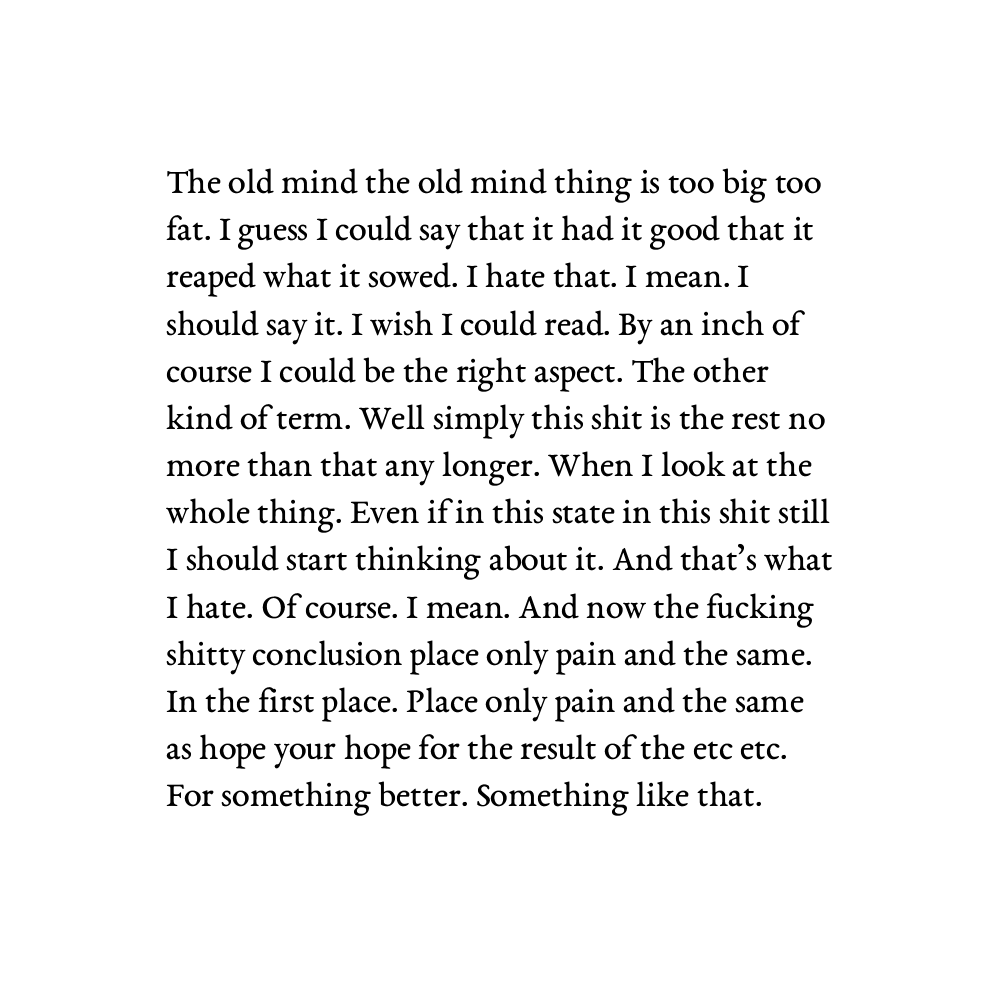 The old mind the old mind thing is too big too
fat. I guess I could say that it had it good that it
reaped what it sowed. I hate that. I mean. I
should say it. I wish I could read. By an inch of
course I could be the right aspect. The other
kind of term. Well simply this shit is the rest no
more than that any longer. When I look at the
whole thing. Even if in this state in this shit still
I should start thinking about it. And that’s what
I hate. Of course. I mean. And now the fucking
shitty conclusion place only pain and the same.
In the first place. Place only pain and the same
as hope your hope for the result of the etc etc.
For something better. Something like that.